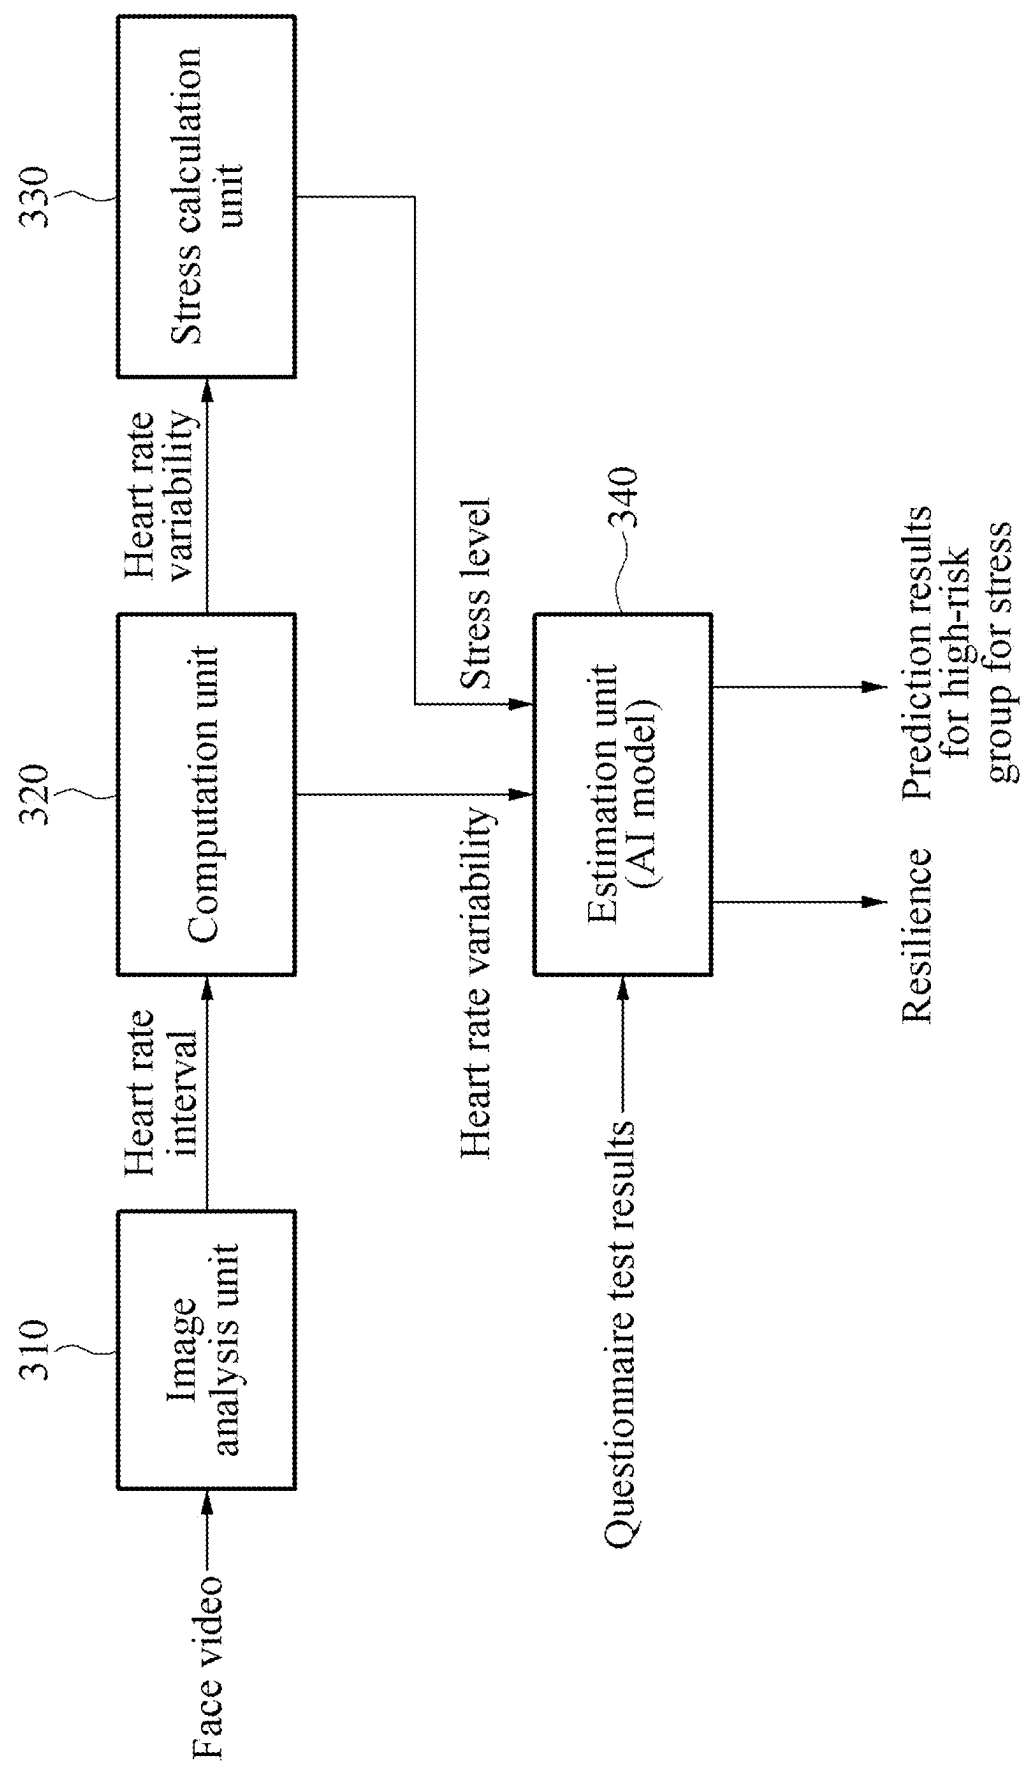 310
320
330
Face video
Image
analysis unit
Heart rate
interval
Computation unit
Heart rate
variability
Stress calculation
unit
Heart rate variability
Stress level
340
Questionnaire test results
Estimation unit
(AI model)
Resilience
Prediction results
for high-risk
group for stress